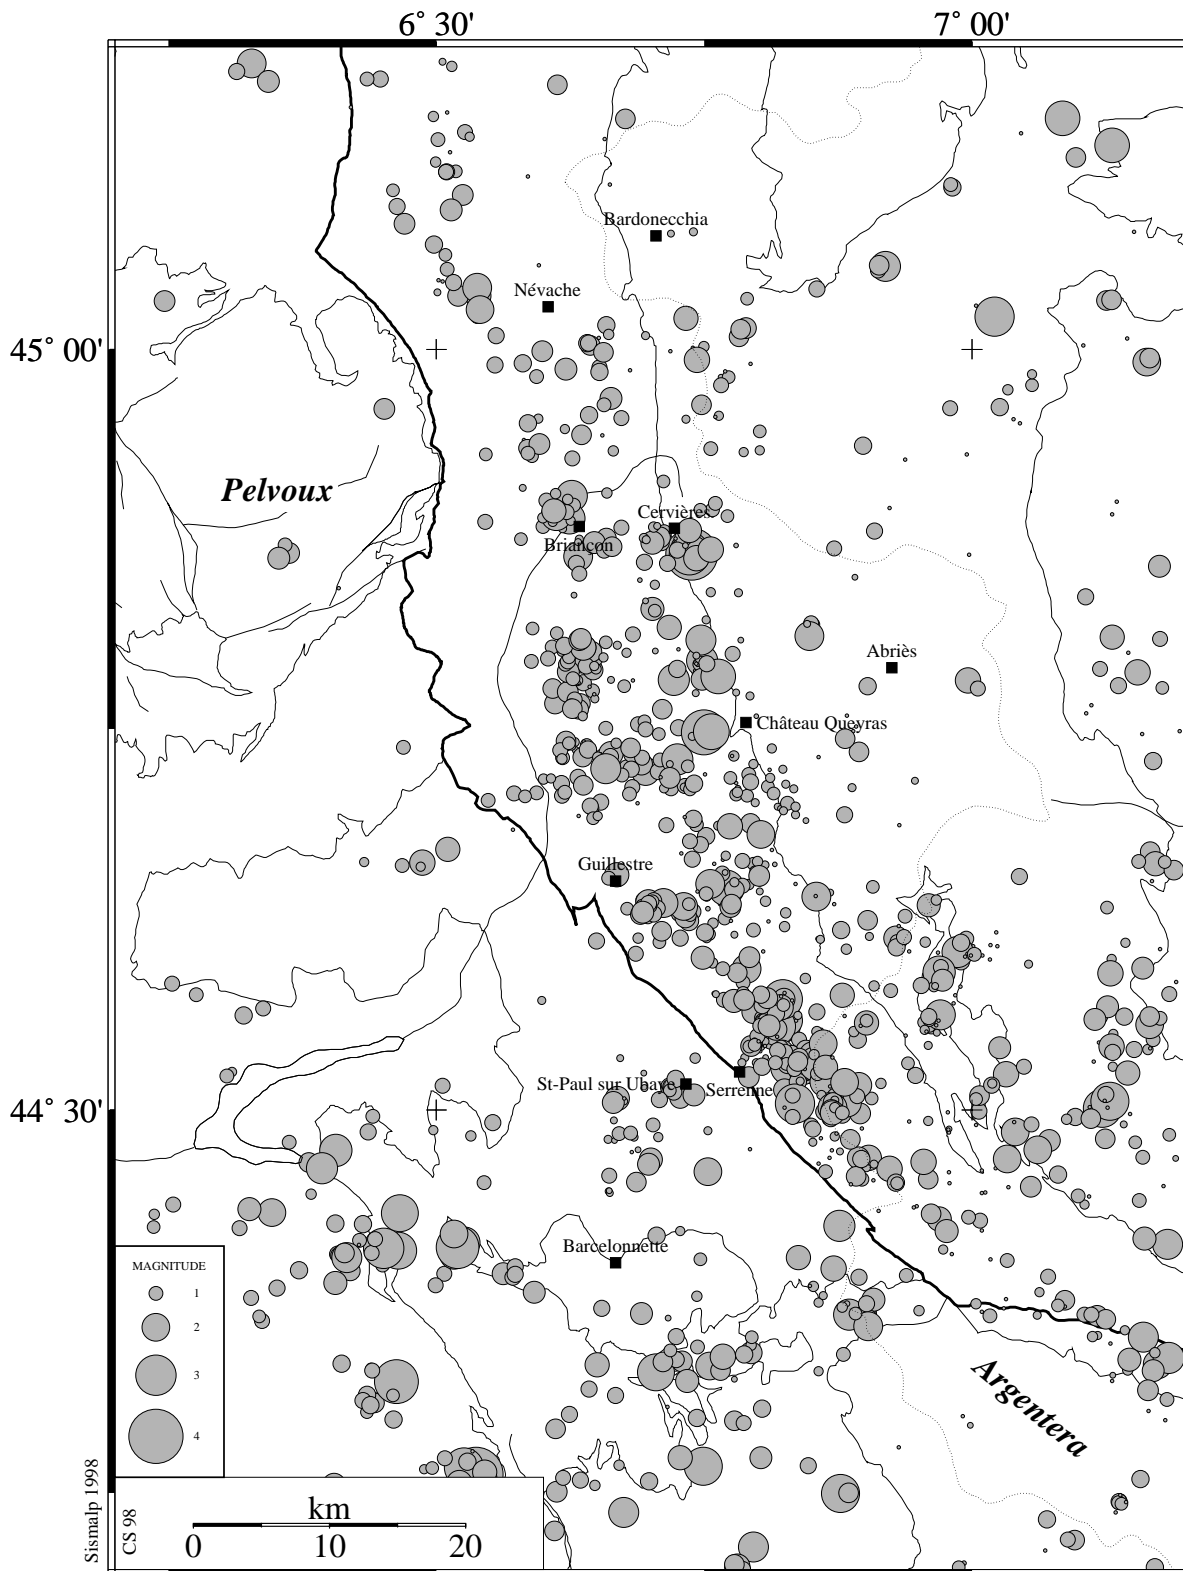 6° 30'
7° 00'
Bardonecchia
Névache
45° 00'
Pelvoux
Cervières
Briançon
Abriès
Château Queyras
Guillestre
St-Paul sur Ubaye
Serrenne
44° 30'
Barcelonnette
MAGNITUDE
1
2
3
4
Argentera
Sismalp 1998
CS 98
km
0 10 20